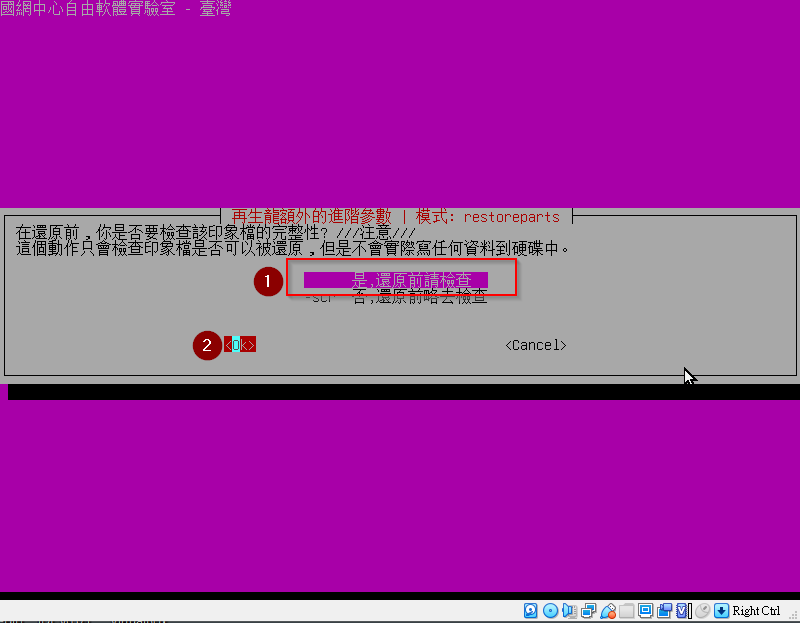 國網中心自由軟體實驗室 - 臺灣
再生龍額外的進階參數 | 模式: restoreparts
在還原前,你是否要檢查該印象檔的完整性? ///注意///
這個動作只會檢查印象檔是否可以被還原,但是不會實際寫任何資料到硬碟中。
1
是,還原前請檢查
-scr 否,還原前略去檢查
2 <O<> <Cancel>
Right Ctrl